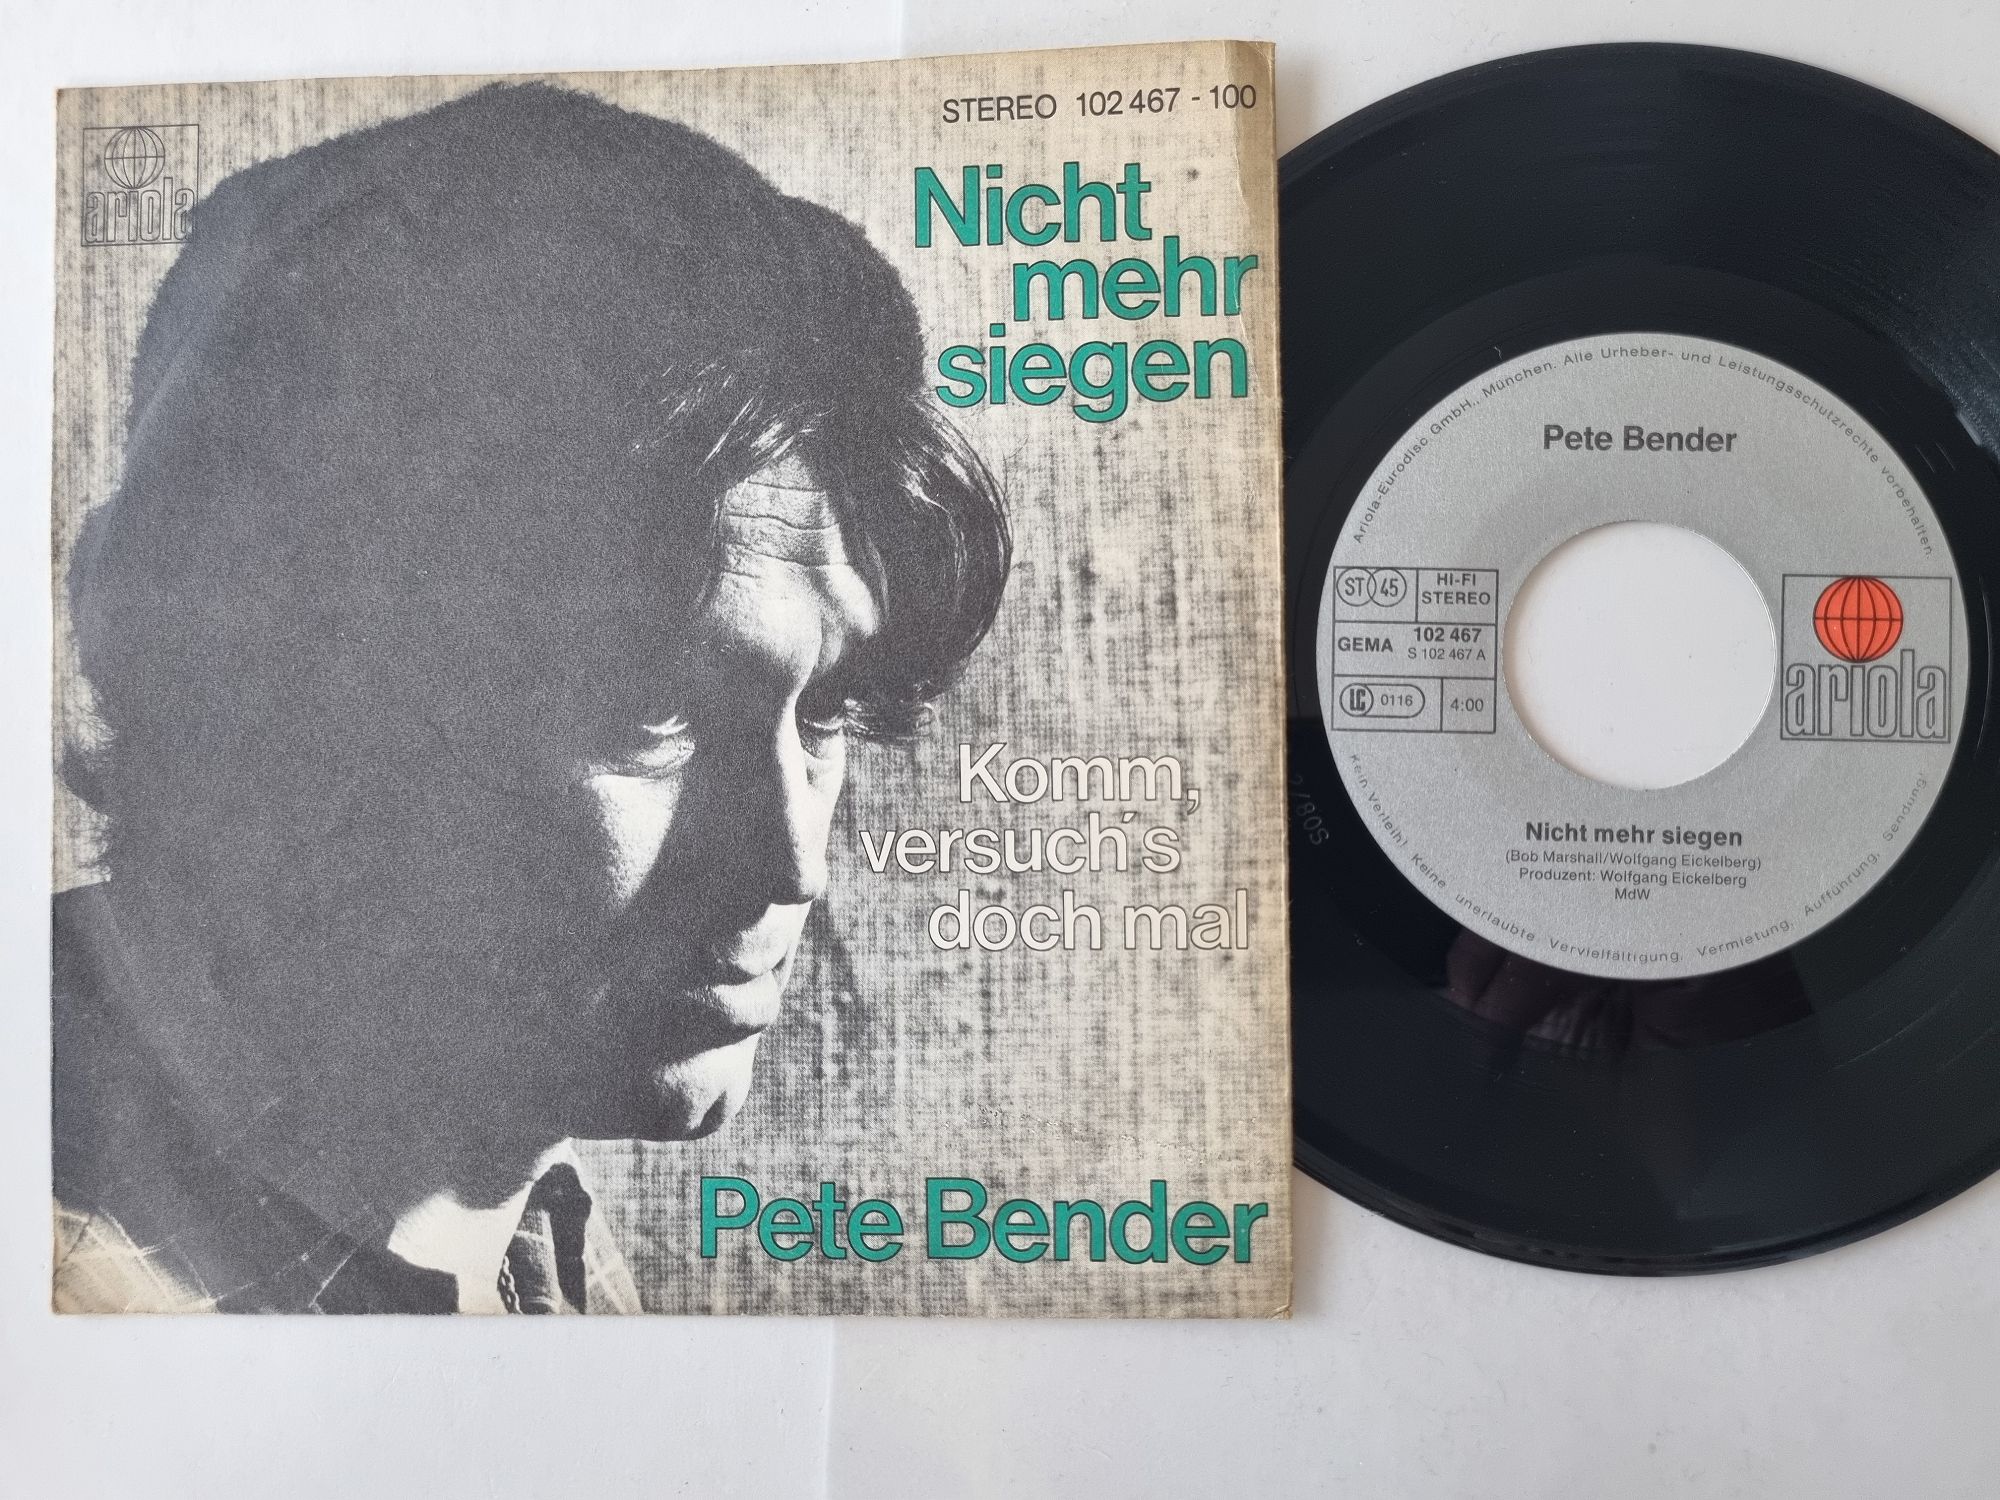 ariola
STEREO 102 467 - 100
Nicht
mehr
siegen
Komm,
versuch´s
doch mal
Pete Bender
Ariola-Eurodisc GmbH., München. Alle Urheber- und Leistungsschutzrechte vorbehalten.
Pete Bender
ST 45
HI-FI
STEREO
GEMA
102 467
S 102 467 A
LC 0116
4:00
ariola
Nicht mehr siegen
(Bob Marshall/Wolfgang Eickelberg)
Produzent: Wolfgang Eickelberg
MdW
Kein Verleih! Keine unerlaubte Vervielfältigung, Vermietung, Aufführung, Sendung!